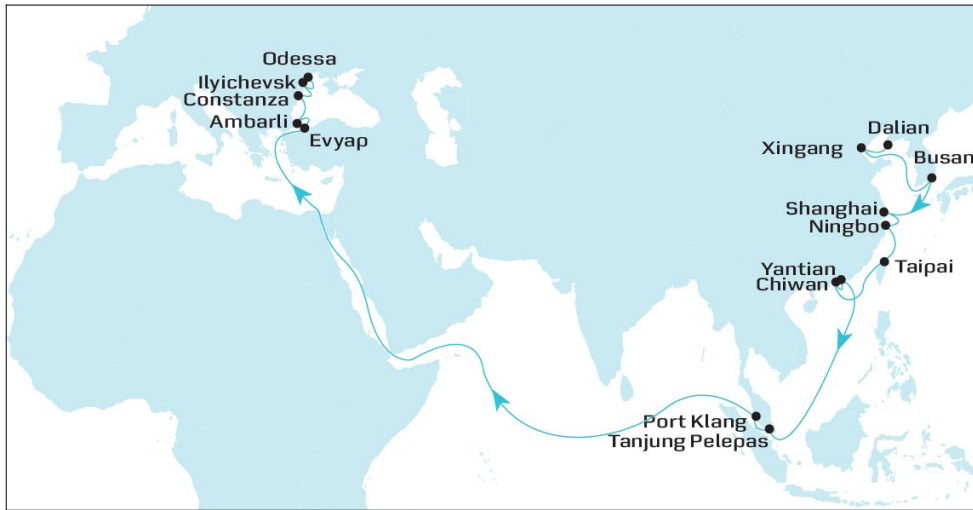 Odessa
Ilyichevsk
Constanza
Ambarli
Evyap
Dalian
Xingang
Busan
Shanghai
Ningbo
Taipai
Yantian
Chiwan
Port Klang
Tanjung Pelepas